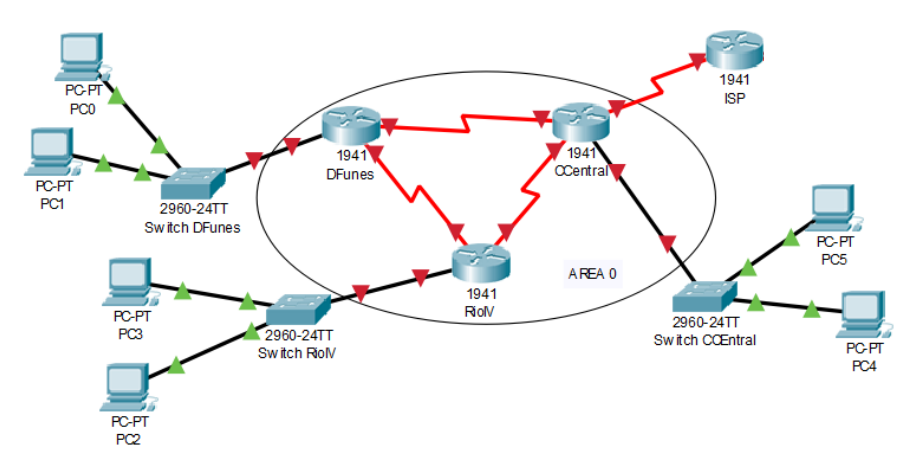 PC-PT
PC0
PC-PT
PC1
2960-24TT
Switch DFunes
1941
DFunes
1941
CCentral
1941
ISP
1941
RioIV
AREA 0
PC-PT
PC3
2960-24TT
Switch RioIV
PC-PT
PC2
PC-PT
PC5
2960-24TT
Switch CCEntral
PC-PT
PC4